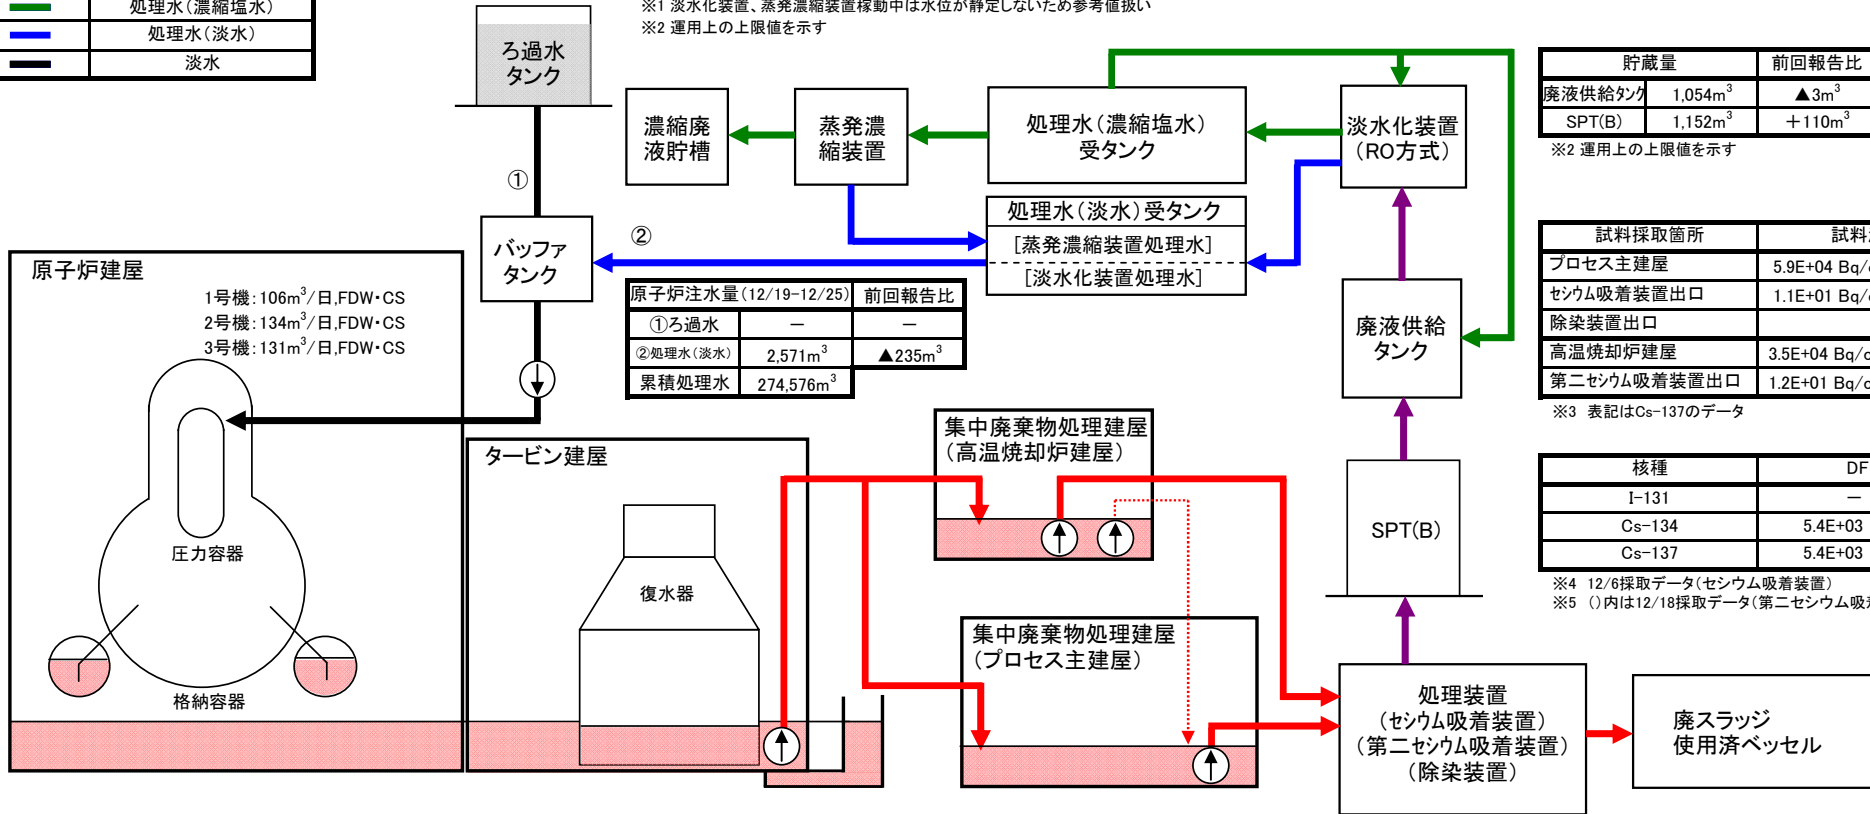 処理水(濃縮塩水)
処理水(淡水)
淡水
※1 淡水化装置、蒸発濃縮装置稼動中は水位が静定しないため参考値扱い
※2 運用上の上限値を示す
ろ過水
タンク
①
バッファ
タンク
②
濃縮廃
液貯槽
蒸発濃
縮装置
処理水(濃縮塩水)
受タンク
淡水化装置
(RO方式)
処理水(淡水)受タンク
[蒸発濃縮装置処理水]
[淡水化装置処理水]
貯蔵量 前回報告比
廃液供給タンク 1,054m³ ▲3m³
SPT(B) 1,152m³ +110m³
※2 運用上の上限値を示す
原子炉建屋
1号機:106m³/日,FDW・CS
2号機:134m³/日,FDW・CS
3号機:131m³/日,FDW・CS
圧力容器
格納容器
原子炉注水量(12/19-12/25) 前回報告比
①ろ過水 - -
②処理水(淡水) 2,571m³ ▲235m³
累積処理水 274,576m³
廃液供給
タンク
試料採取箇所 試料
プロセス主建屋 5.9E+04 Bq/
セシウム吸着装置出口 1.1E+01 Bq/
除染装置出口
高温焼却炉建屋 3.5E+04 Bq/
第二セシウム吸着装置出口 1.2E+01 Bq/
※3 表記はCs-137のデータ
タービン建屋
復水器
集中廃棄物処理建屋
(高温焼却炉建屋)
集中廃棄物処理建屋
(プロセス主建屋)
SPT(B)
核種 DF
I-131 -
Cs-134 5.4E+03
Cs-137 5.4E+03
※4 12/6採取データ(セシウム吸着装置)
※5 ()内は12/18採取データ(第二セシウム吸
処理装置
(セシウム吸着装置)
(第二セシウム吸着装置)
(除染装置)
廃スラッジ
使用済ベッセル